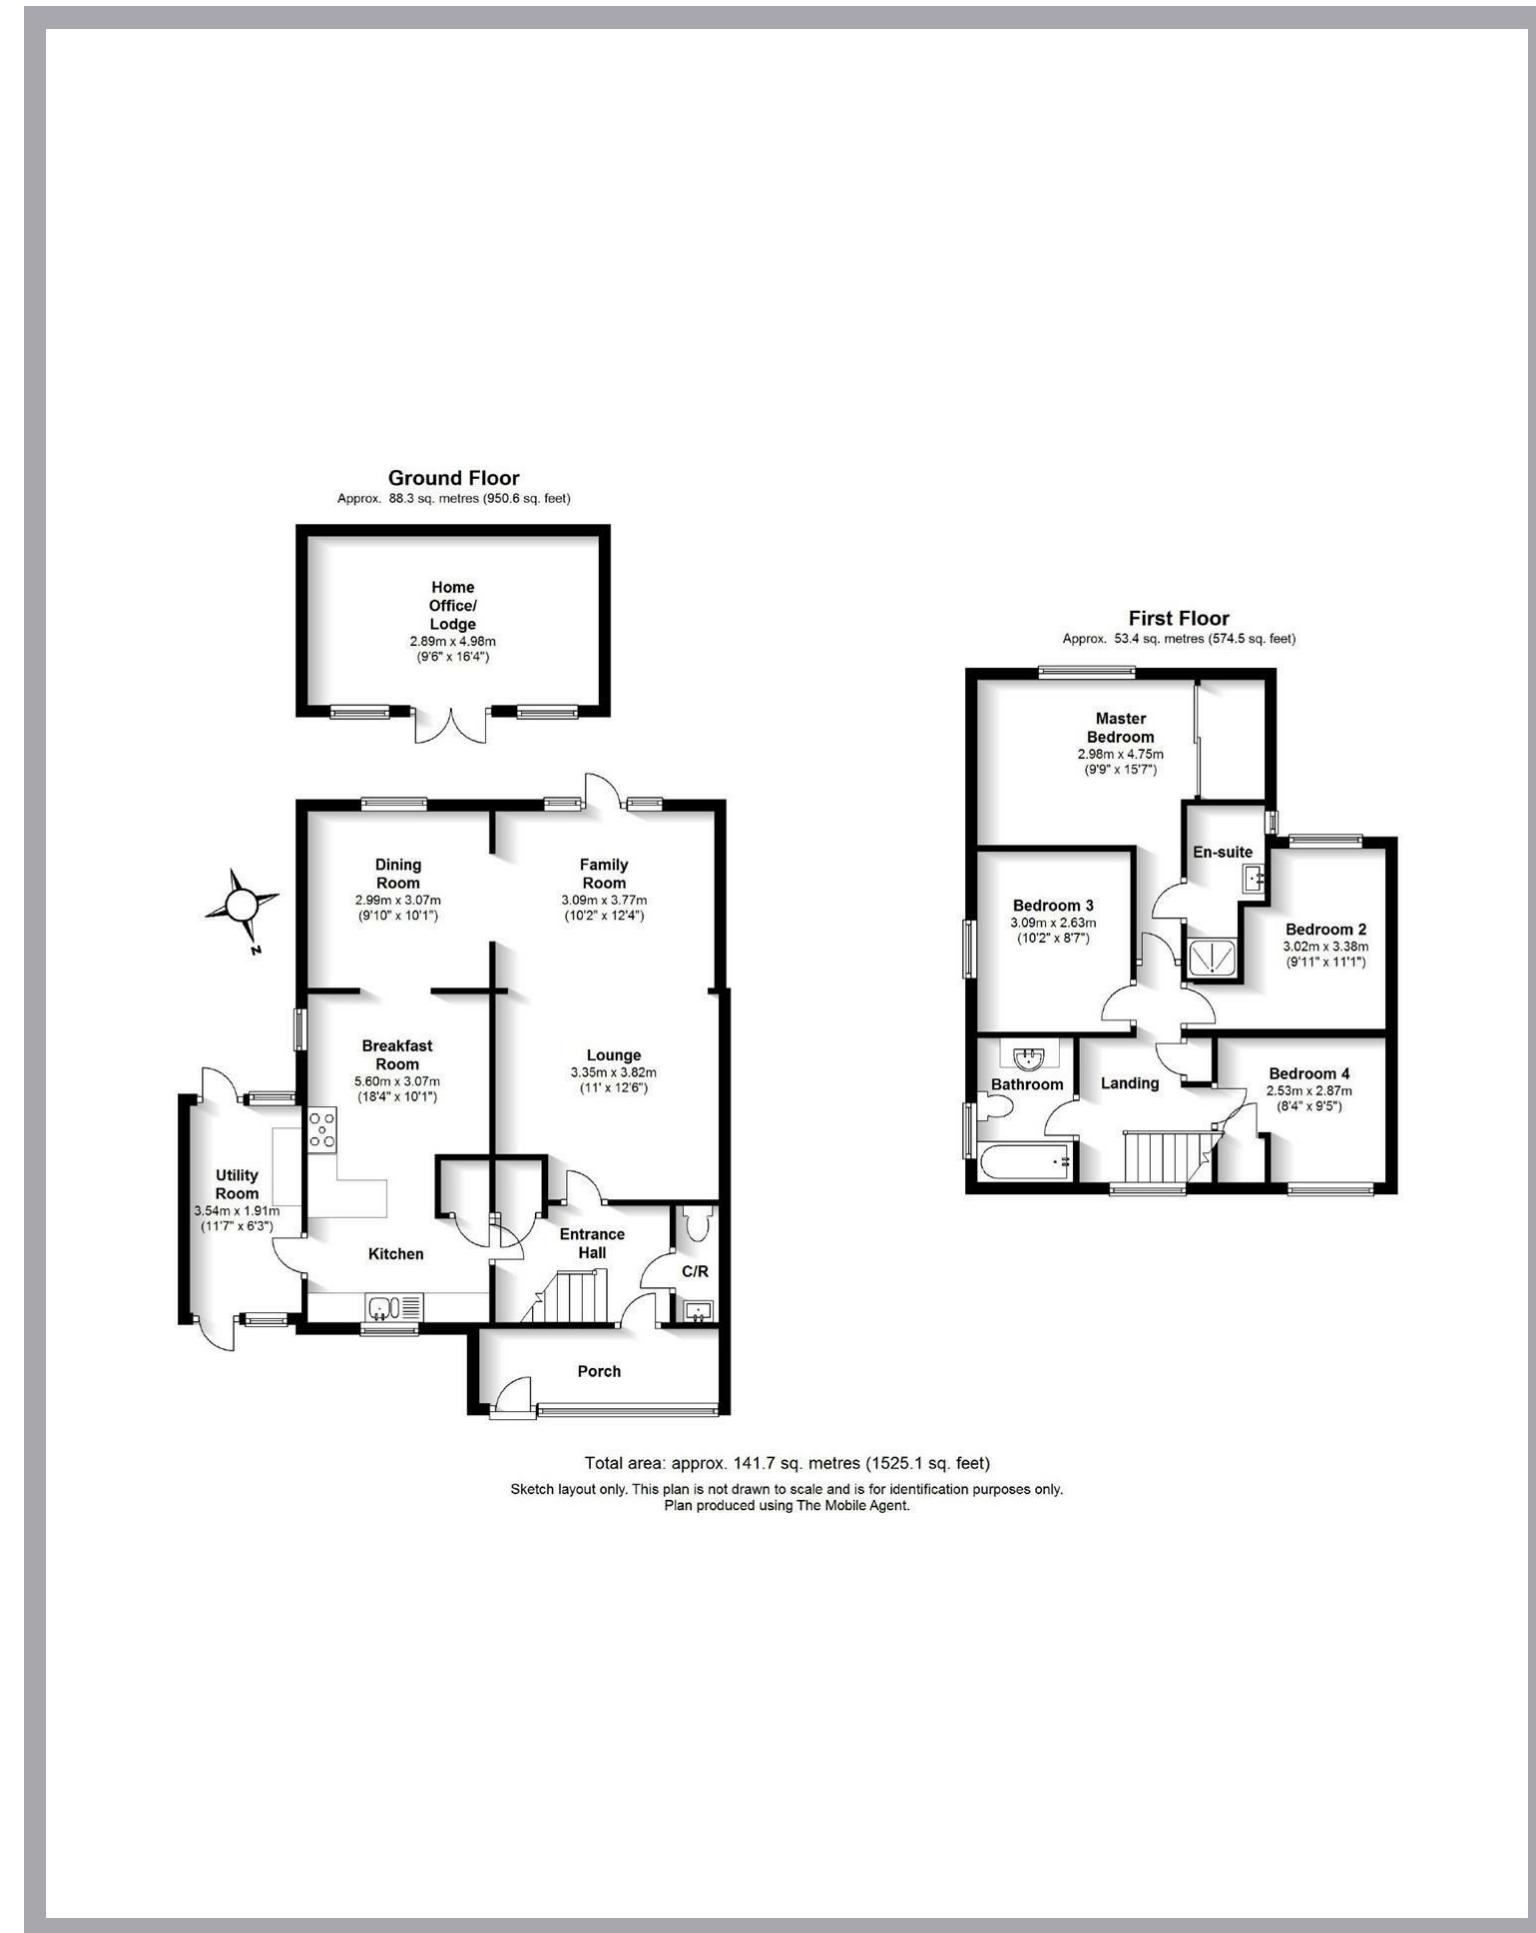 Ground Floor
Approx. 88.3 sq. metres (950.6 sq. feet)
Home
Office/
Lodge
2.89m x 4.98m
(9'6" x 16'4")
Dining
Room
2.99m x 3.07m
(9'10" x 10'1")
Family
Room
3.09m x 3.77m
(10'2" x 12'4")
N
Breakfast
Room
5.60m x 3.07m
(18'4" x 10'1")
Lounge
3.35m x 3.82m
(11' x 12'6")
Utility
Room
3.54m x 1.91m
(11'7" x 6'3")
Kitchen
Entrance
Hall
C/R
Porch
First Floor
Approx. 53.4 sq. metres (574.5 sq. feet)
Master
Bedroom
2.98m x 4.75m
(9'9" x 15'7")
En-suite
Bedroom 3
3.09m x 2.63m
(10'2" x 8'7")
Bedroom 2
3.02m x 3.38m
(9'11" x 11'1")
Bathroom
Landing
Bedroom 4
2.53m x 2.87m
(8'4" x 9'5")
Total area: approx. 141.7 sq. metres (1525.1 sq. feet)
Sketch layout only. This plan is not drawn to scale and is for identification purposes only.
Plan produced using The Mobile Agent.